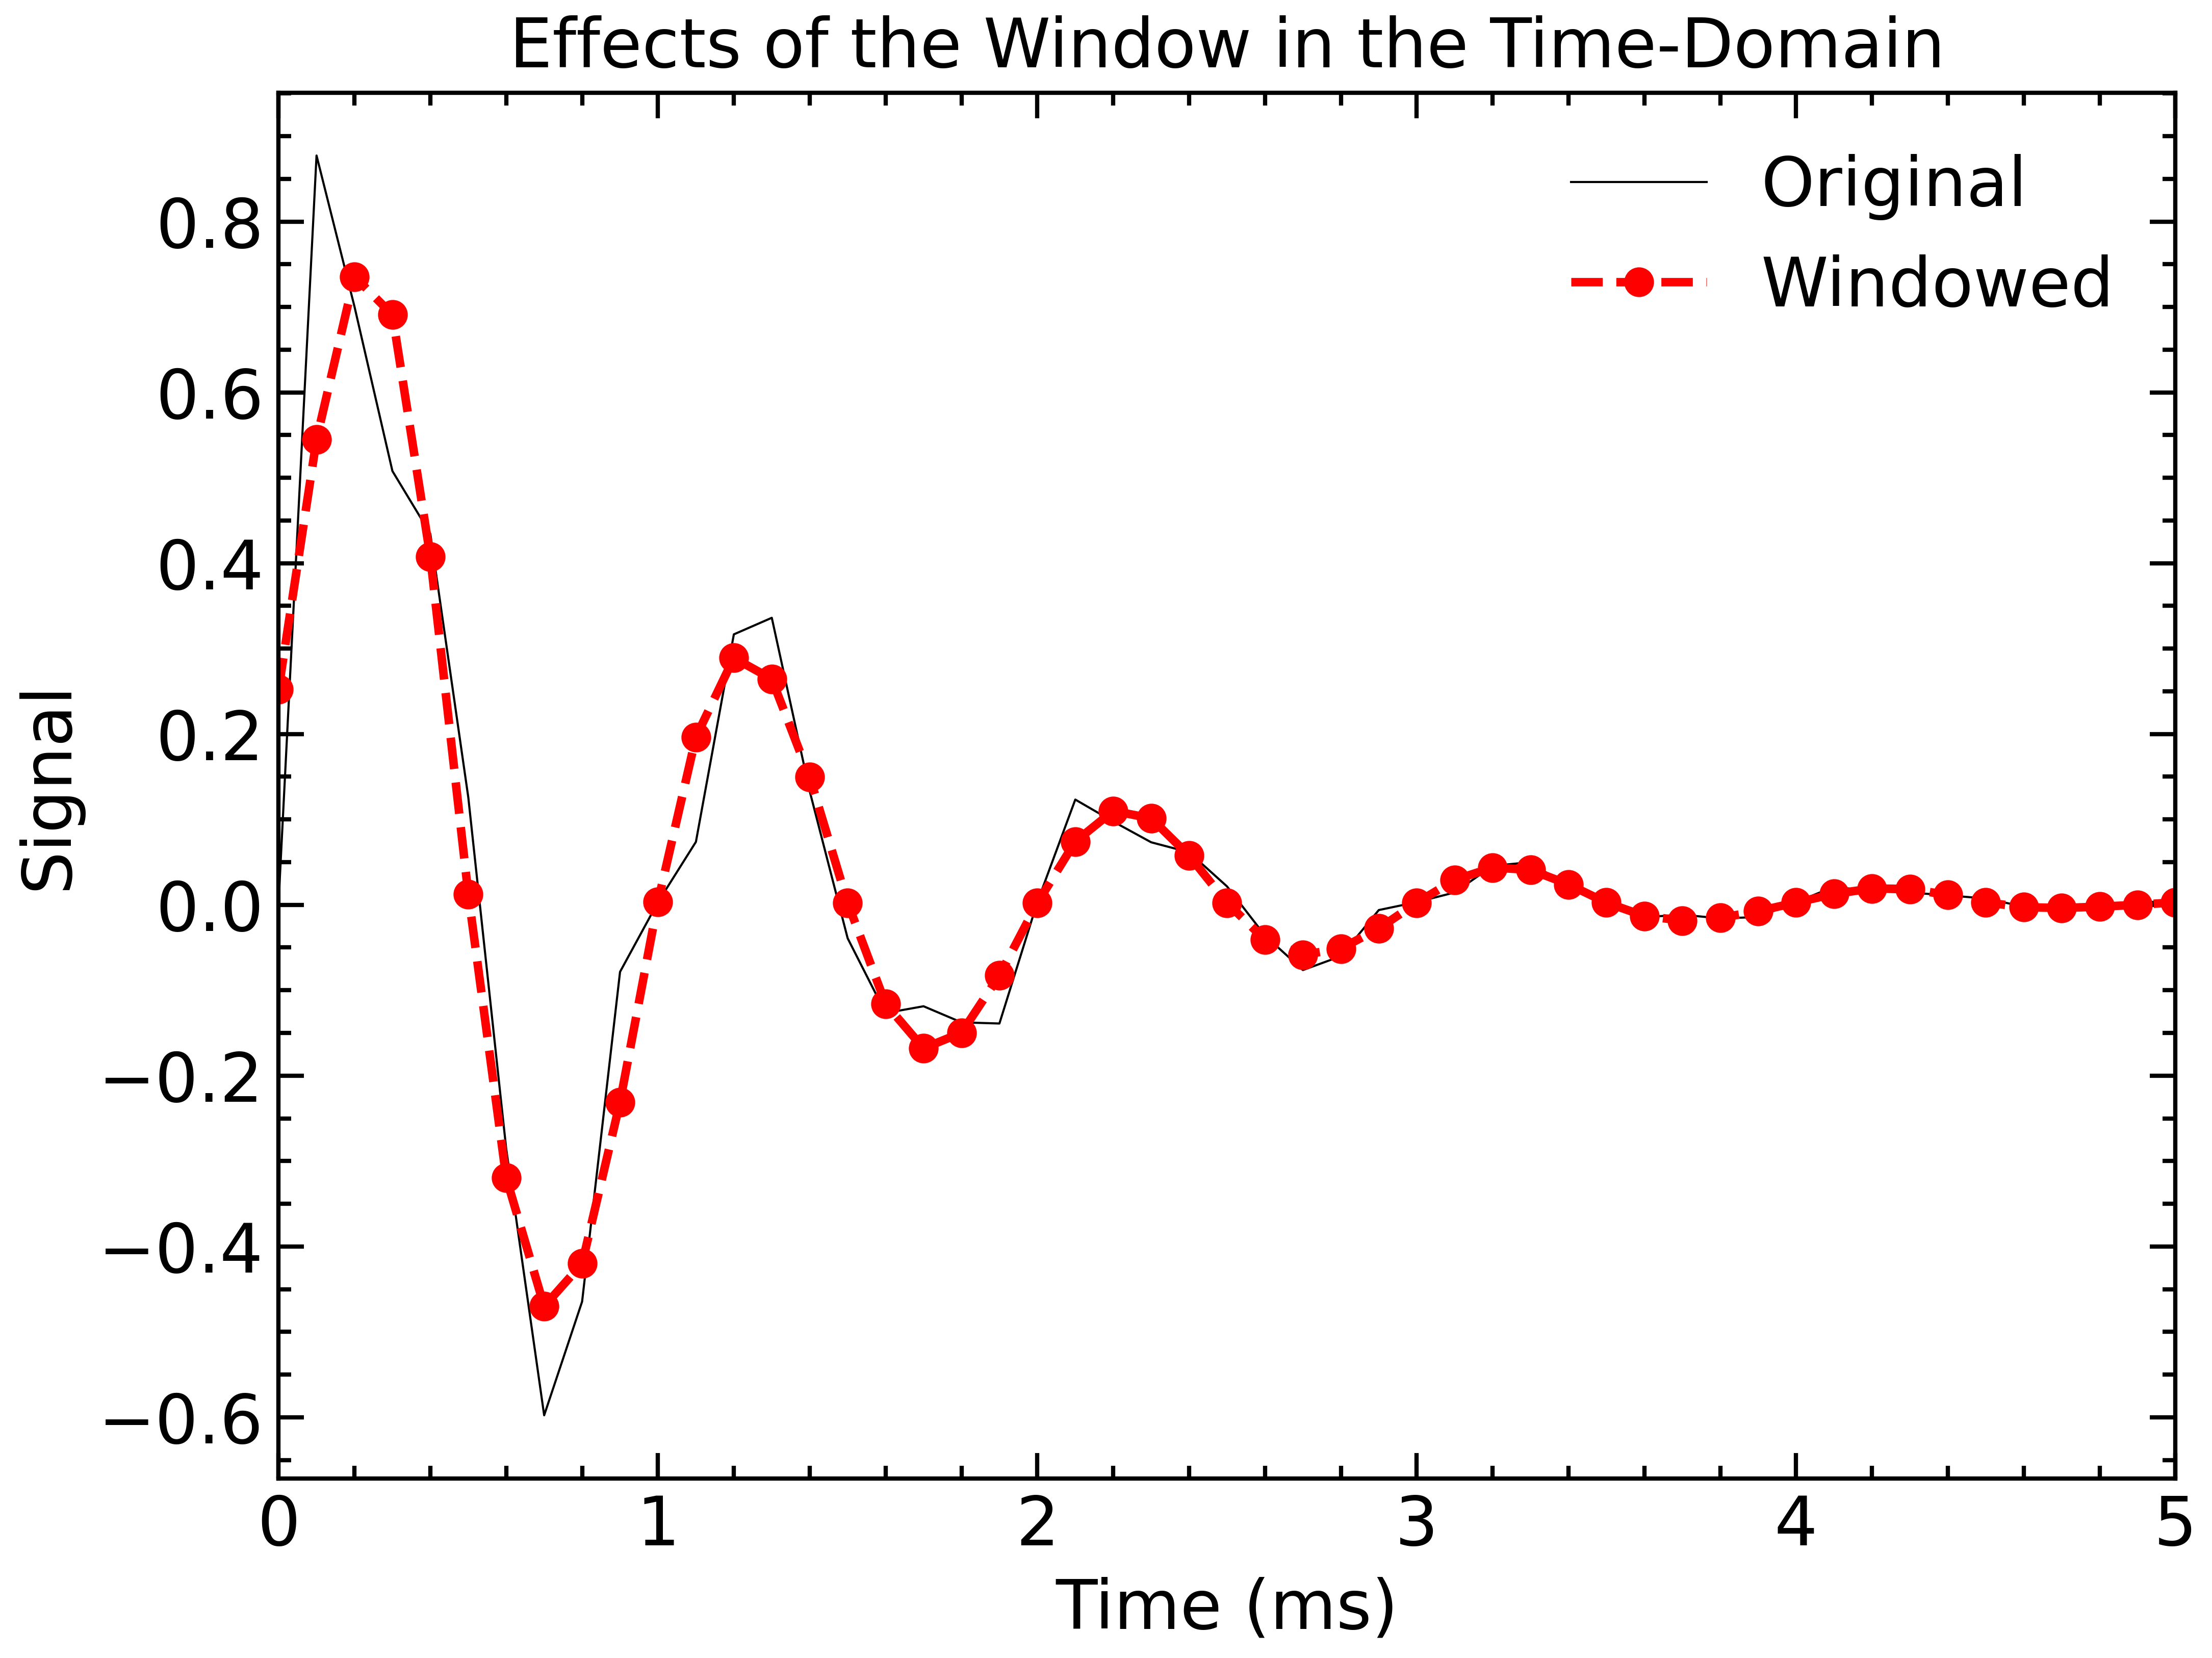 Effects of the Window in the Time-Domain
Original
Windowed
0.8
0.6
0.4
0.2
0.0
−0.2
−0.4
−0.6
Signal
0 1 2 3 4 5
Time (ms)